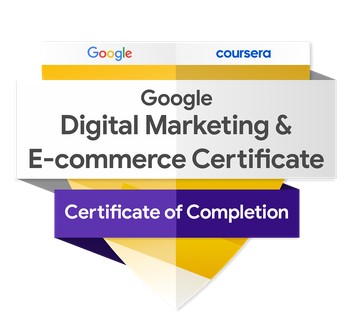 Google coursera
Google
Digital Marketing &
E-commerce Certificate
Certificate of Completion